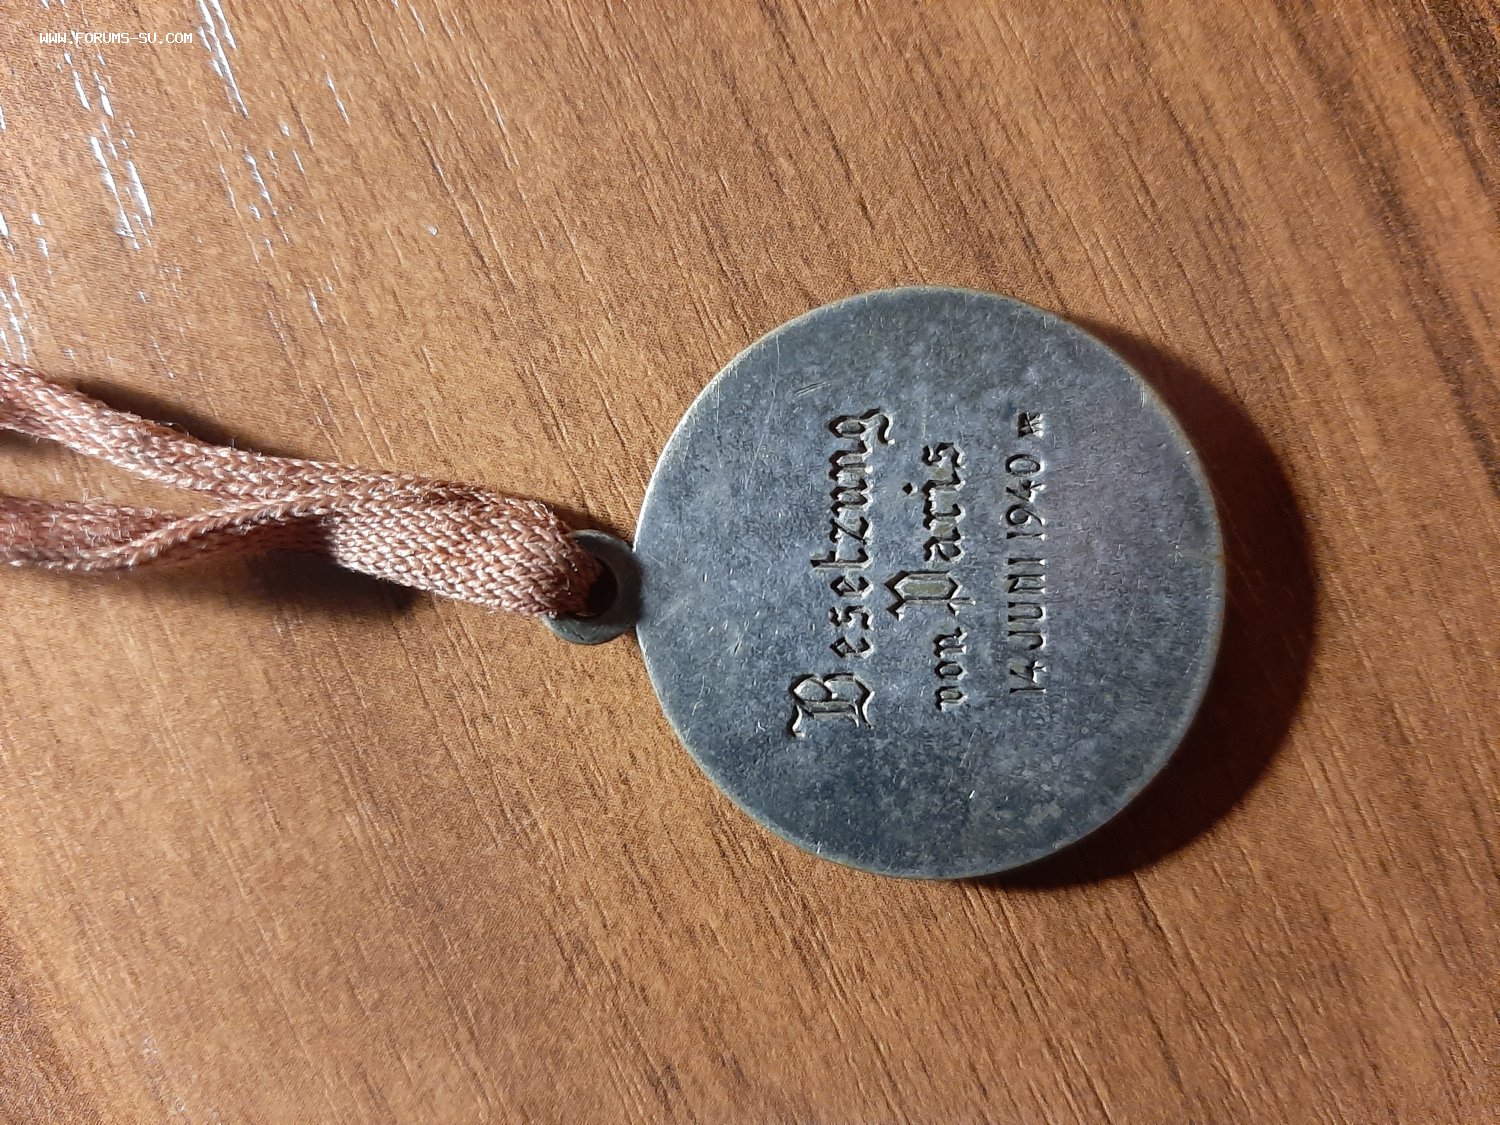 WWW.FORUMS-SU.COM
Besetzung
von Paris
14 JUNI 1940